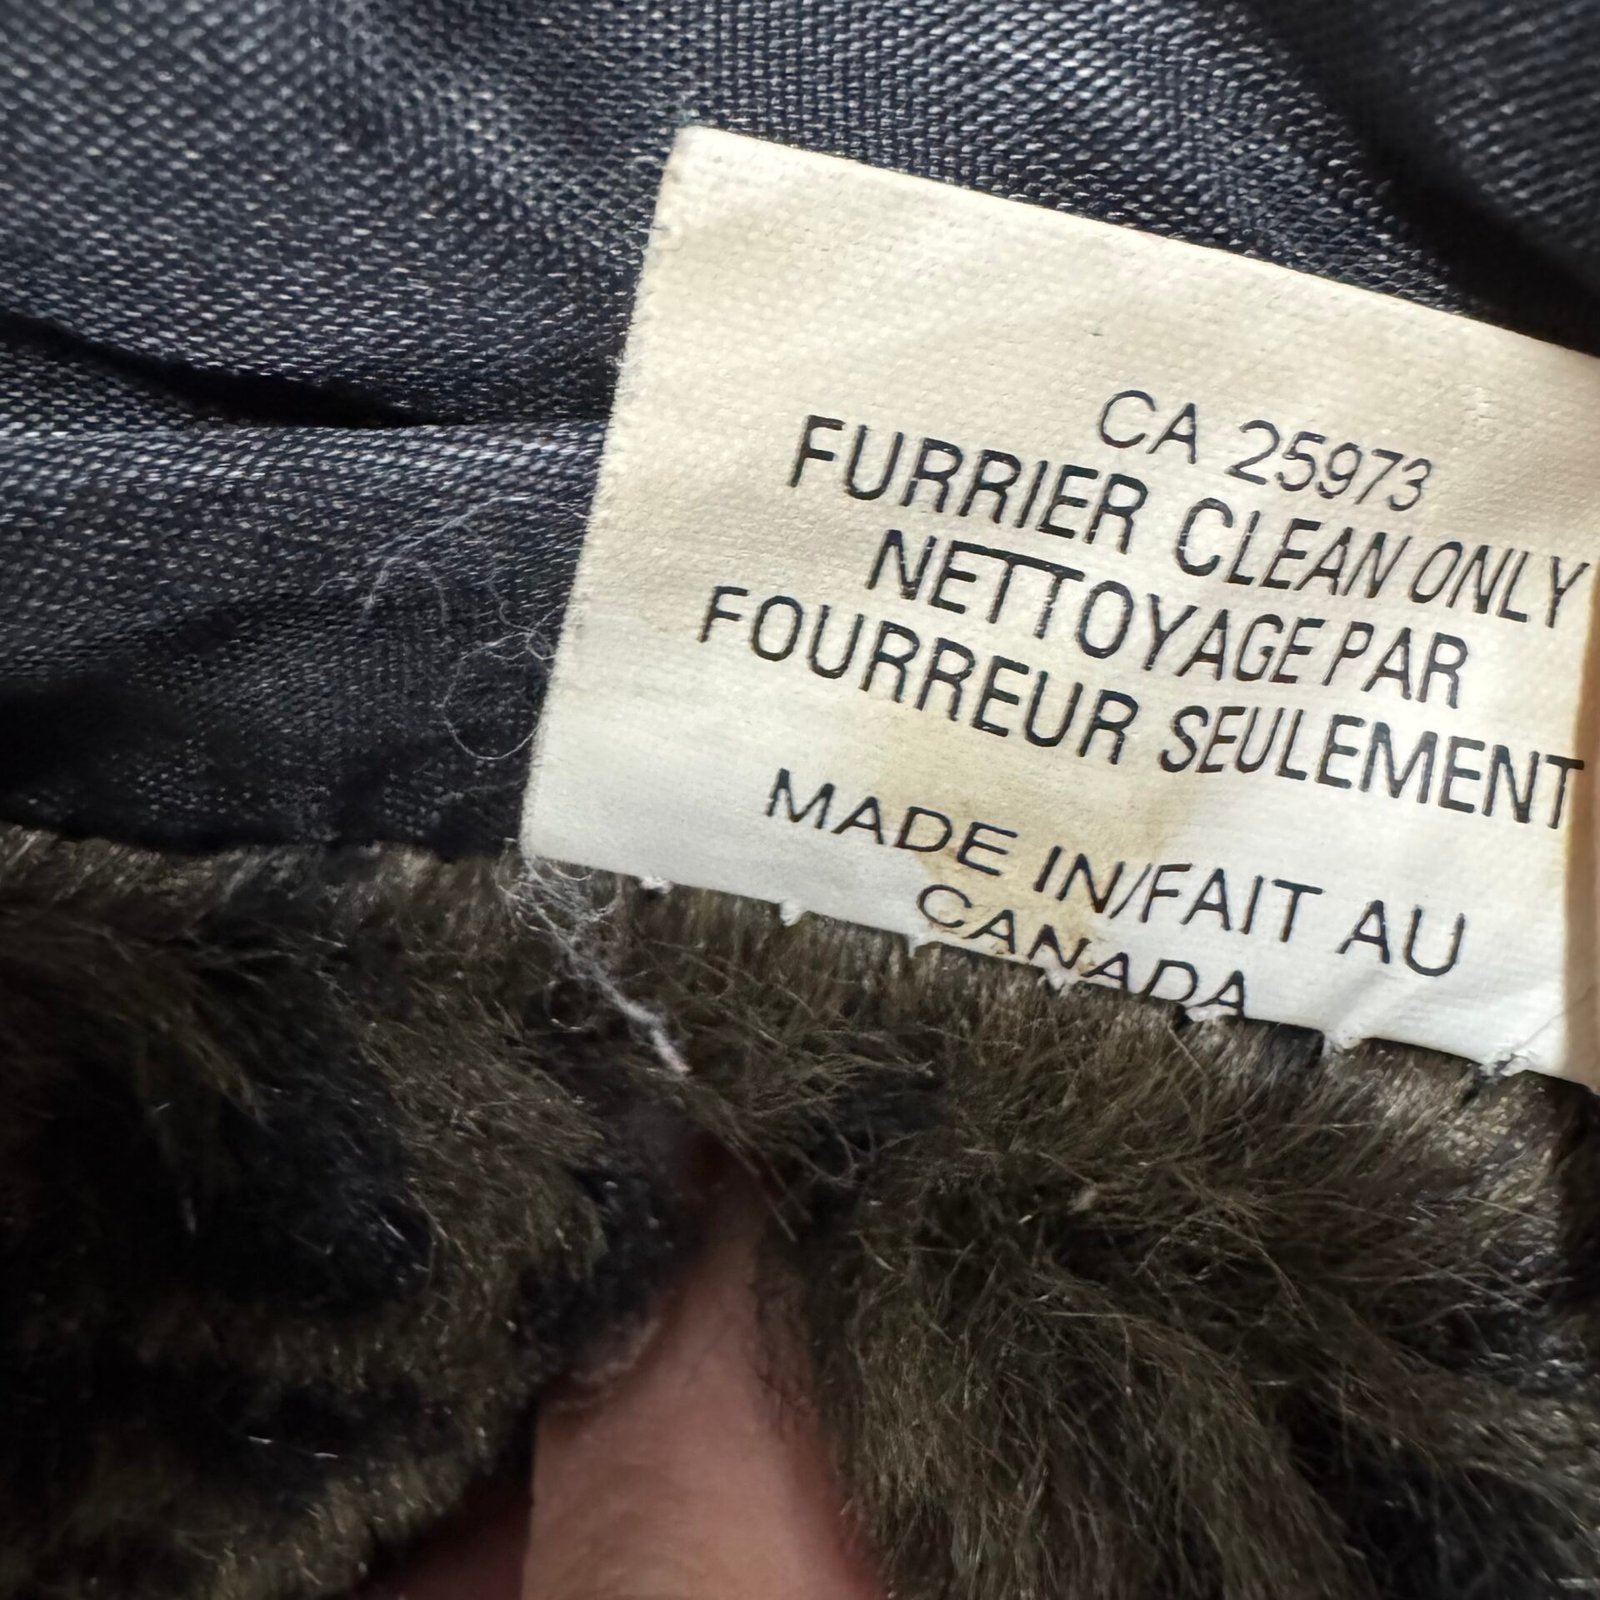 CA 25973
FURRIER CLEAN ONLY
NETTOYAGE PAR
FOURREUR SEULEMENT
MADE IN/FAIT AU
CANADA